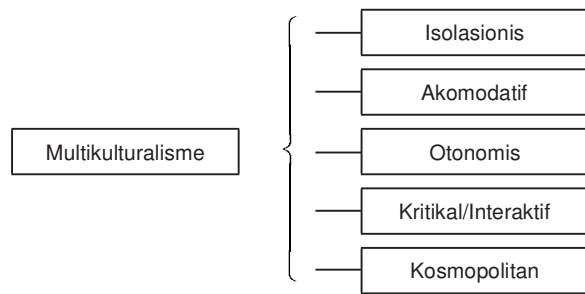 Multikulturalisme
Isolasionis
Akomodatif
Otonomis
Kritikal/Interaktif
Kosmopolitan